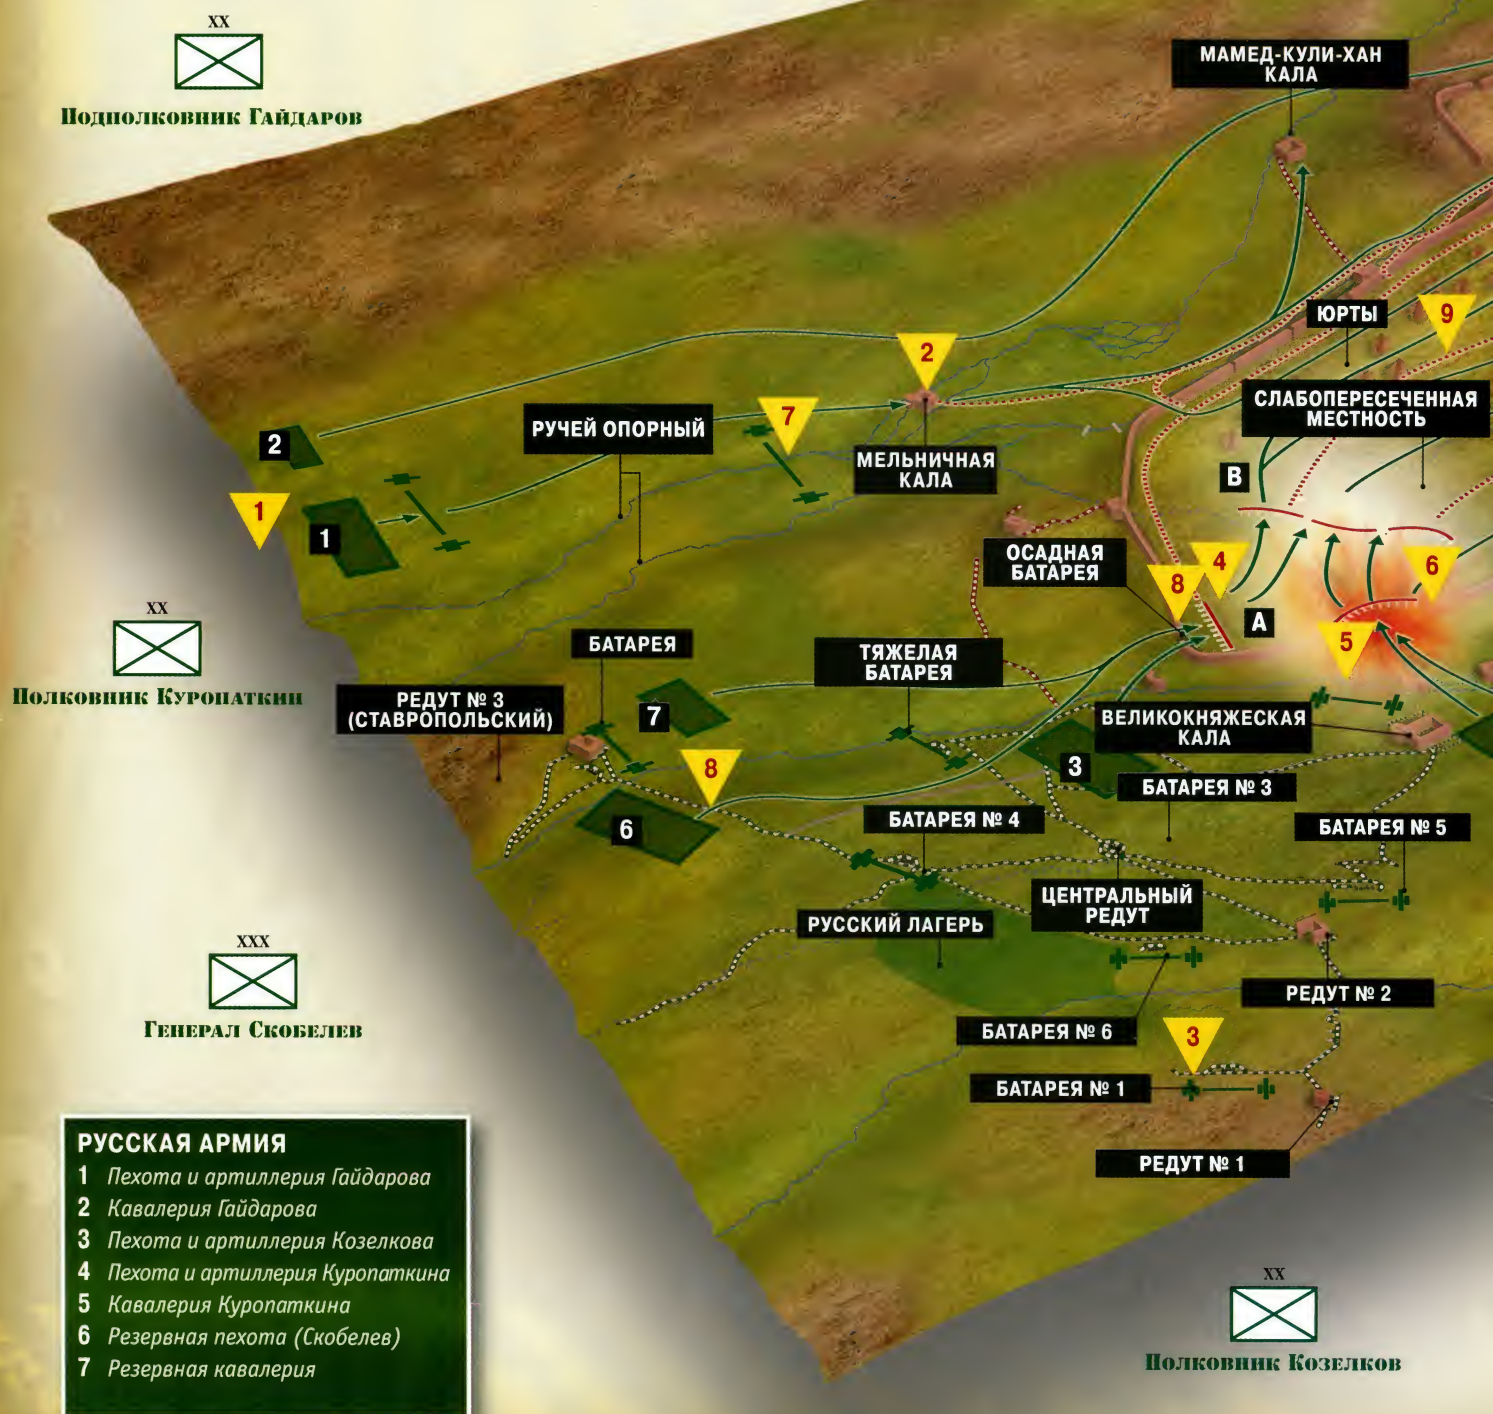 XX
Подполковник Гайдаров
МАМЕД-КУЛИ-ХАН
КАЛА
ЮРТЫ
9
2
СЛАБОПЕРЕСЕЧЕННАЯ
МЕСТНОСТЬ
7
РУЧЕЙ ОПОРНЫЙ
2
МЕЛЬНИЧНАЯ
КАЛА
B
1
1
ОСАДНАЯ
БАТАРЕЯ
8
4
6
A
5
XX
Полковник Куропаткин
БАТАРЕЯ
ТЯЖЕЛАЯ
БАТАРЕЯ
РЕДУТ № 3
(СТАВРОПОЛЬСКИЙ)
7
ВЕЛИКОКНЯЖЕСКАЯ
КАЛА
8
3
БАТАРЕЯ № 3
6
БАТАРЕЯ № 4
БАТАРЕЯ № 5
ЦЕНТРАЛЬНЫЙ
РЕДУТ
РУССКИЙ ЛАГЕРЬ
XXX
Генерал Скобелев
РЕДУТ № 2
БАТАРЕЯ № 6
3
БАТАРЕЯ № 1
РЕДУТ № 1
РУССКАЯ АРМИЯ
1 Пехота и артиллерия Гайдарова
2 Кавалерия Гайдарова
3 Пехота и артиллерия Козелкова
4 Пехота и артиллерия Куропаткина
5 Кавалерия Куропаткина
6 Резервная пехота (Скобелев)
7 Резервная кавалерия
XX
Полковник Козелков